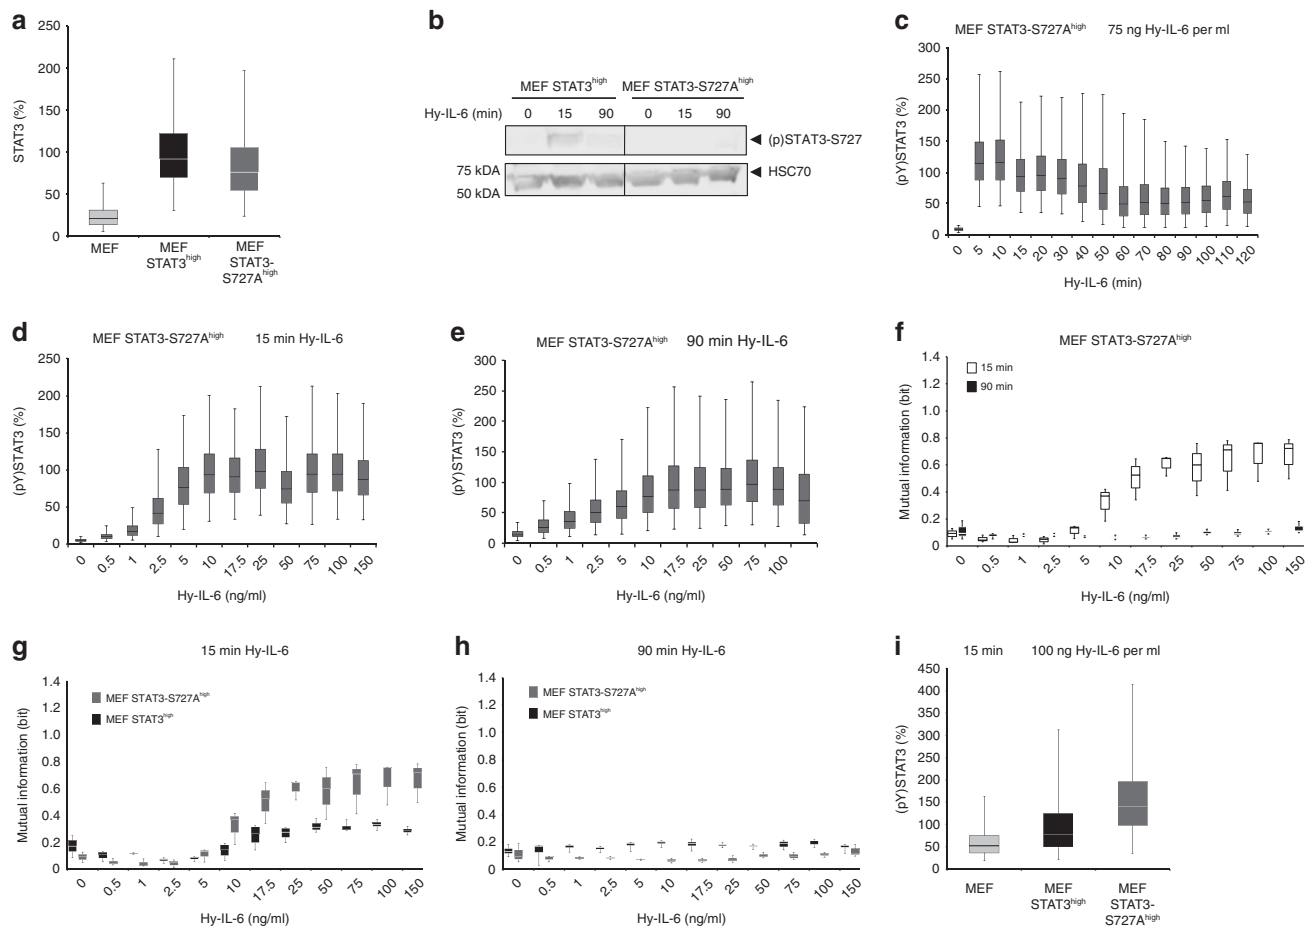 a
250
200
150
100
50
0
STAT3 (%)
MEF
MEF
STAT3high
MEF
STAT3-
S727Ahigh
b
MEF STAT3high MEF STAT3-S727Ahigh
Hy-IL-6 (min) 0 15 90 0 15 90
(p)STAT3-S727
75 kDA
HSC70
50 kDA
c
MEF STAT3-S727Ahigh 75 ng Hy-IL-6 per ml
300
250
200
150
100
50
0
(pY)STAT3 (%)
0 5 10 15 20 30 40 50 60 70 80 90 100 110 120
Hy-IL-6 (min)
d
MEF STAT3-S727Ahigh 15 min Hy-IL-6
250
200
150
100
50
0
(pY)STAT3 (%)
0 0.5 1 2.5 5 10 17.5 25 50 75 100 150
Hy-IL-6 (ng/ml)
e
MEF STAT3-S727Ahigh 90 min Hy-IL-6
300
250
200
150
100
50
0
(pY)STAT3 (%)
0 0.5 1 2.5 5 10 17.5 25 50 75 100
Hy-IL-6 (ng/ml)
f
MEF STAT3-S727Ahigh
1.4
1.2
1.0
0.8
0.6
0.4
0.2
0
Mutual information (bit)
15 min
90 min
0 0.5 1 2.5 5 10 17.5 25 50 75 100 150
Hy-IL-6 (ng/ml)
g
15 min Hy-IL-6
1.4
1.2
1.0
0.8
0.6
0.4
0.2
0
Mutual information (bit)
MEF STAT3-S727Ahigh
MEF STAT3high
0 0.5 1 2.5 5 10 17.5 25 50 75 100 150
Hy-IL-6 (ng/ml)
h
90 min Hy-IL-6
1.4
1.2
1.0
0.8
0.6
0.4
0.2
0
Mutual information (bit)
MEF STAT3-S727Ahigh
MEF STAT3high
0 0.5 1 2.5 5 10 17.5 25 50 75 100 150
Hy-IL-6 (ng/ml)
i
15 min 100 ng Hy-IL-6 per ml
450
400
350
300
250
200
150
100
50
0
(pY)STAT3 (%)
MEF
MEF
STAT3high
MEF
STAT3-
S727Ahigh